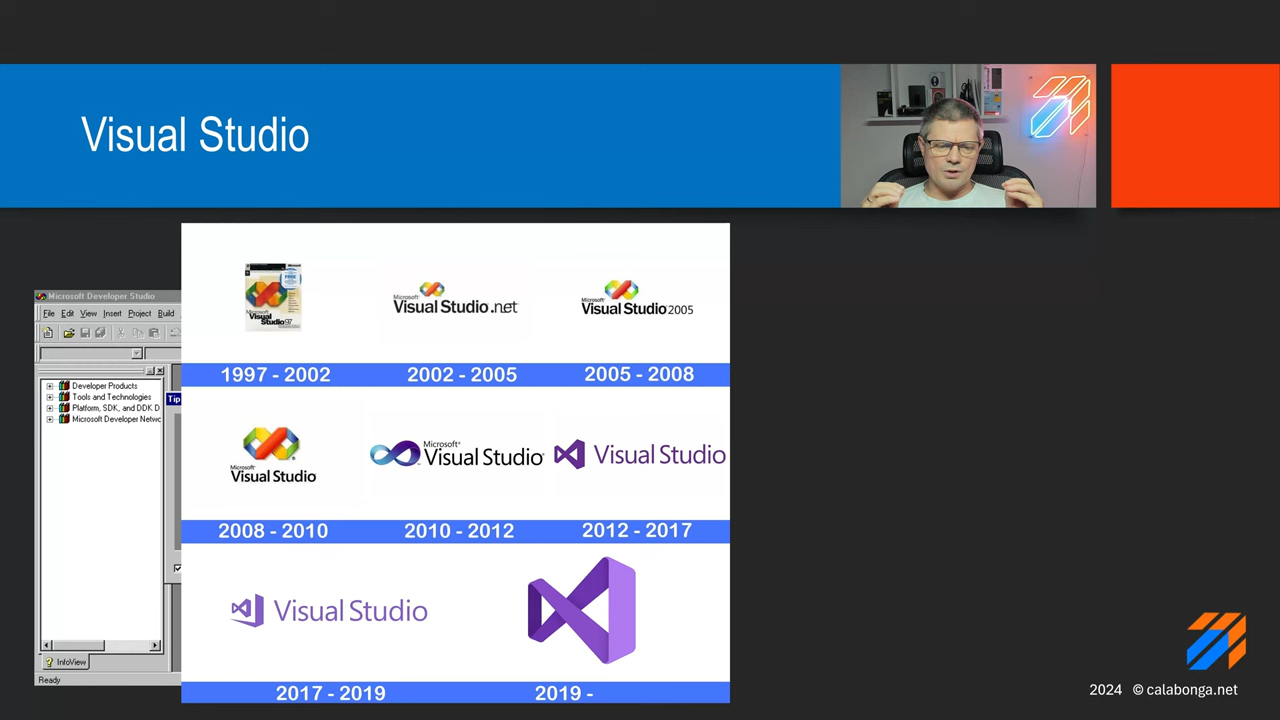 Visual Studio
Microsoft Developer Studio
File Edit View Insert Project Build
Developer Products
Tools and Technologies
Platform, SDK, and DDK D
Microsoft Developer Netwo
InfoView
Ready
Tip
FREE
Microsoft
Visual
Studio 97
Microsoft
Visual Studio.net
Microsoft
Visual Studio 2005
1997 - 2002
2002 - 2005
2005 - 2008
Microsoft
Visual Studio
Microsoft
Visual Studio
Visual Studio
2008 - 2010
2010 - 2012
2012 - 2017
Visual Studio
2017 - 2019
2019 -
2024 © calabonga.net